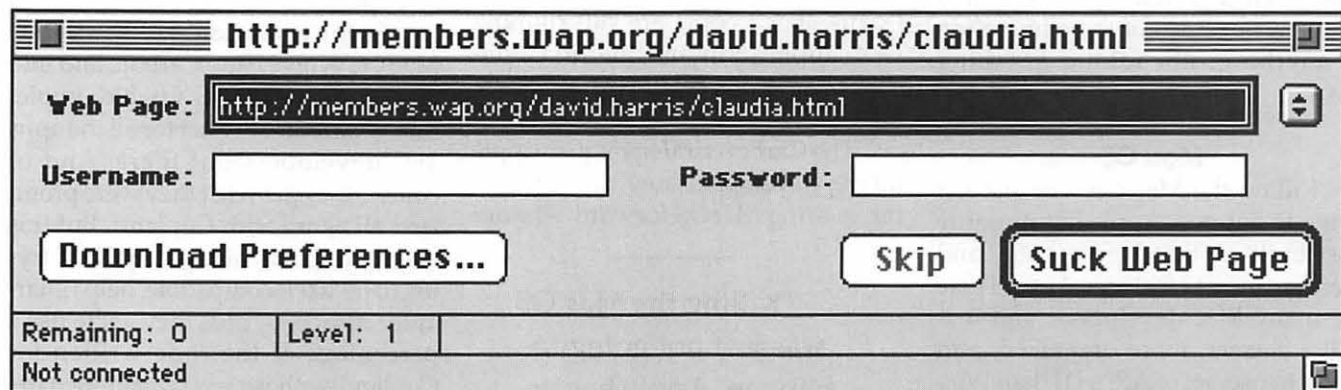 http://members.wap.org/david.harris/claudia.html
Web Page: http://members.wap.org/david.harris/claudia.html
Username: Password:
Download Preferences... Skip Suck Web Page
Remaining: 0 Level: 1
Not connected